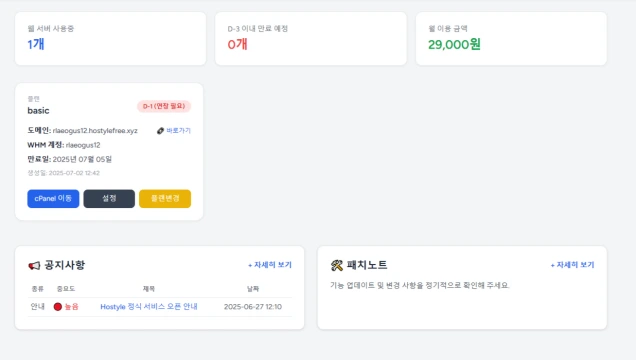 웹 서버 사용중
1개
D-3 이내 만료 예정
0개
월 이용 금액
29,000원
플랜
basic
D-1 (연장 필요)
도메인: rlaeogus12.hostylefree.xyz
바로가기
WHM 계정: rlaeogus12
만료일: 2025년 07월 05일
생성일: 2025-07-02 12:42
cPanel 이동
설정
플랜변경
공지사항
+ 자세히 보기
종류 중요도 제목 날짜
안내 높음 Hostyle 정식 서비스 오픈 안내 2025-06-27 12:10
패치노트
+ 자세히 보기
기능 업데이트 및 변경 사항을 정기적으로 확인해 주세요.